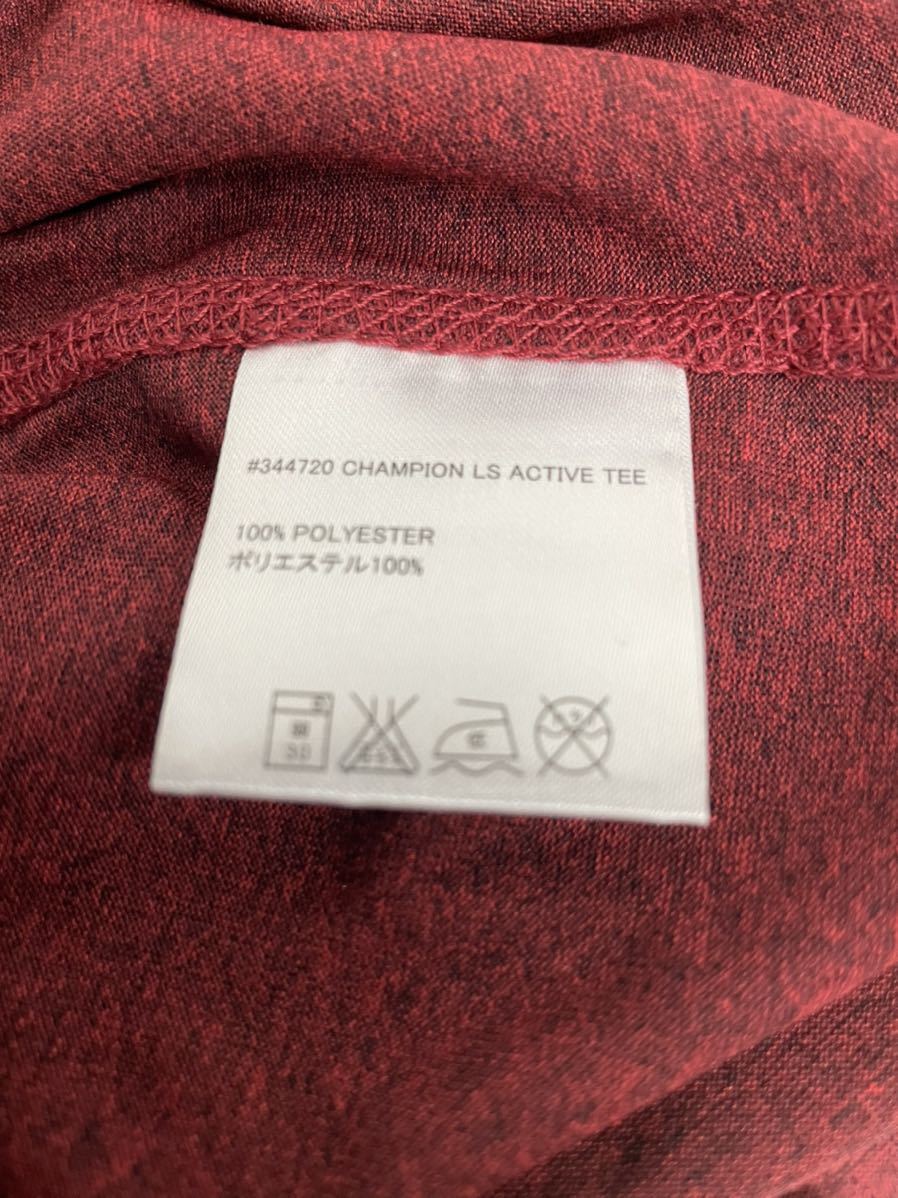 #344720 CHAMPION LS ACTIVE TEE
100% POLYESTER
ポリエステル100%